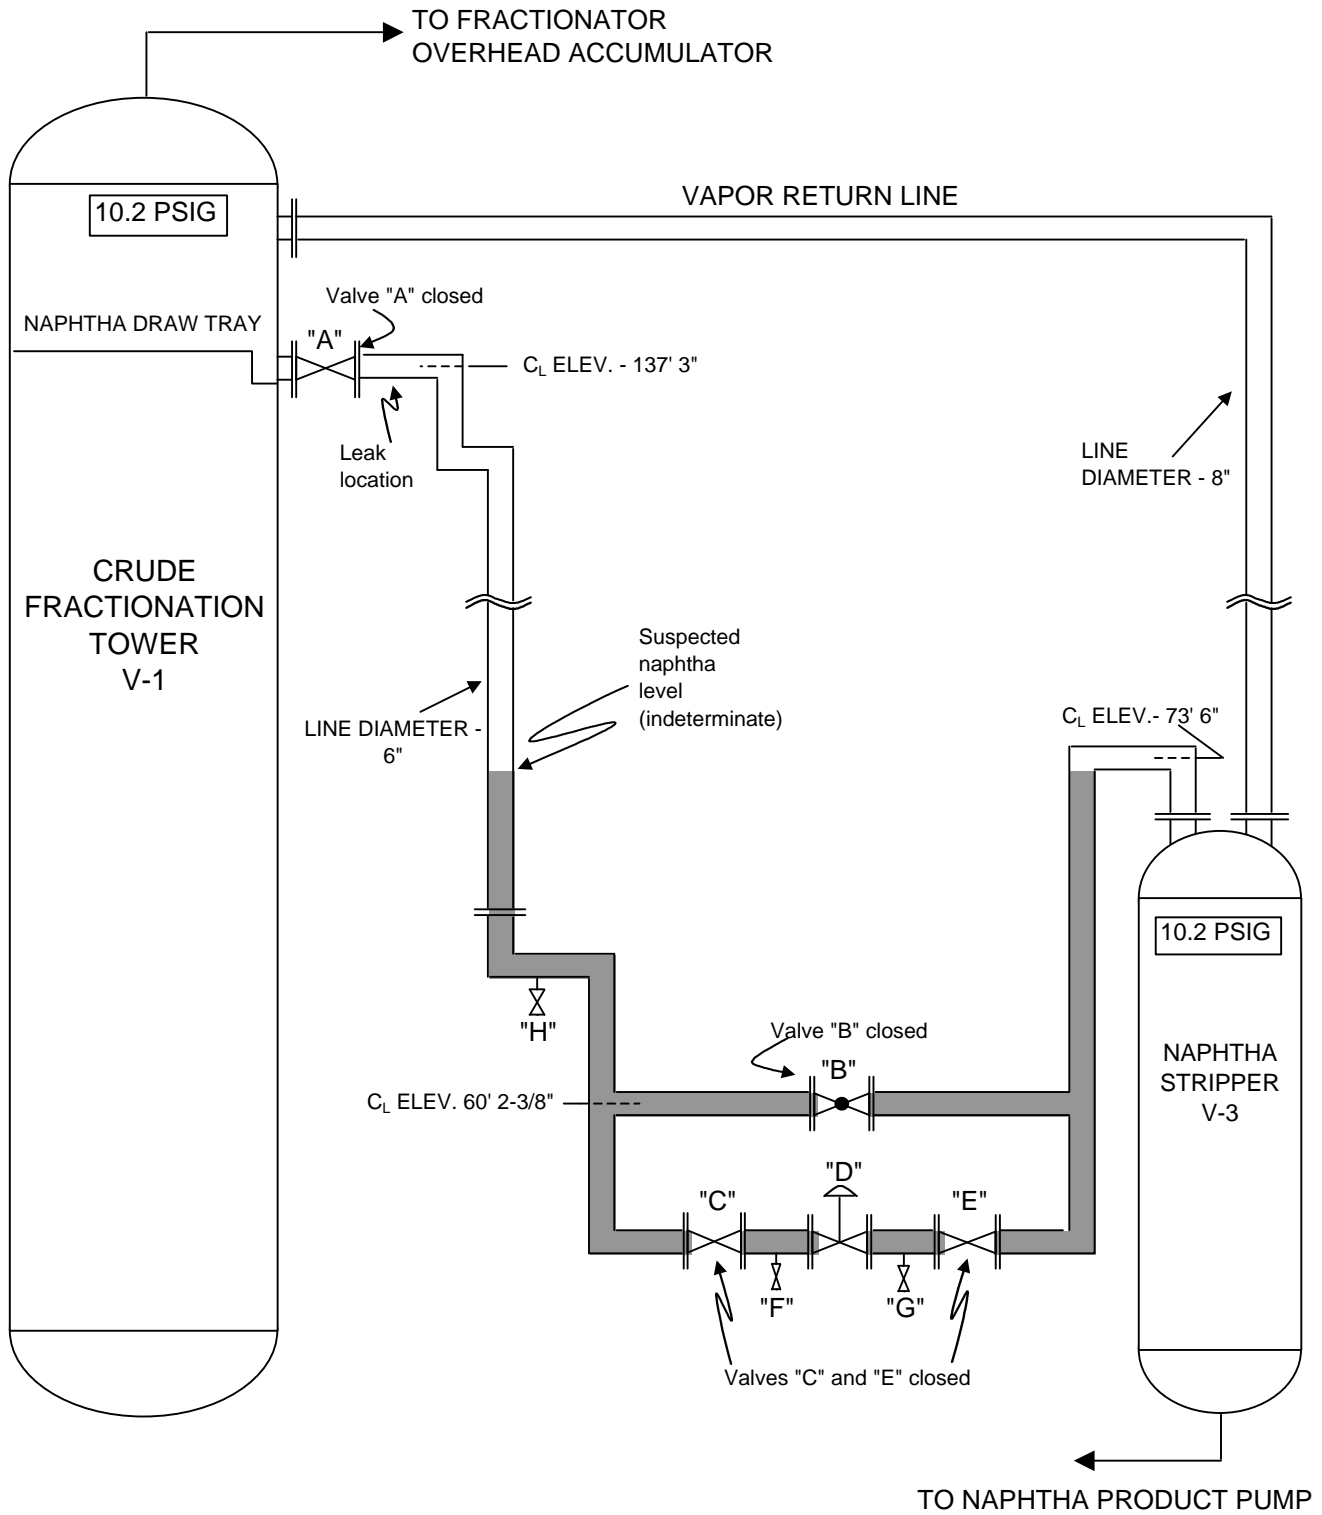 TO FRACTIONATOR
OVERHEAD ACCUMULATOR
10.2 PSIG
VAPOR RETURN LINE
Valve "A" closed
NAPHTHA DRAW TRAY
"A"
CL ELEV. - 137' 3"
Leak
location
LINE
DIAMETER - 8"
CRUDE
FRACTIONATION
TOWER
V-1
Suspected
naphtha
level
(indeterminate)
LINE DIAMETER -
6"
CL ELEV.- 73' 6"
10.2 PSIG
"H"
Valve "B" closed
"B"
NAPHTHA
STRIPPER
V-3
CL ELEV. 60' 2-3/8"
"C"
"D"
"E"
"F"
"G"
Valves "C" and "E" closed
TO NAPHTHA PRODUCT PUMP